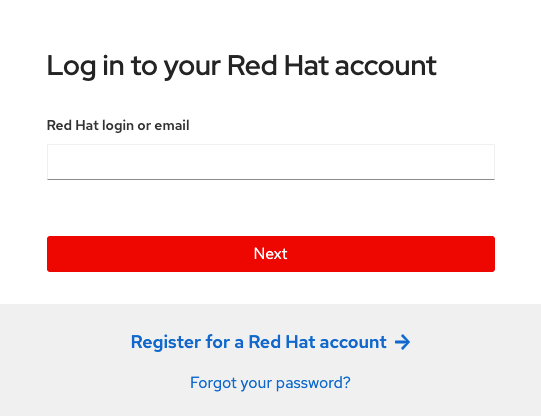 Log in to your Red Hat account
Red Hat login or email
Next
Register for a Red Hat account →
Forgot your password?